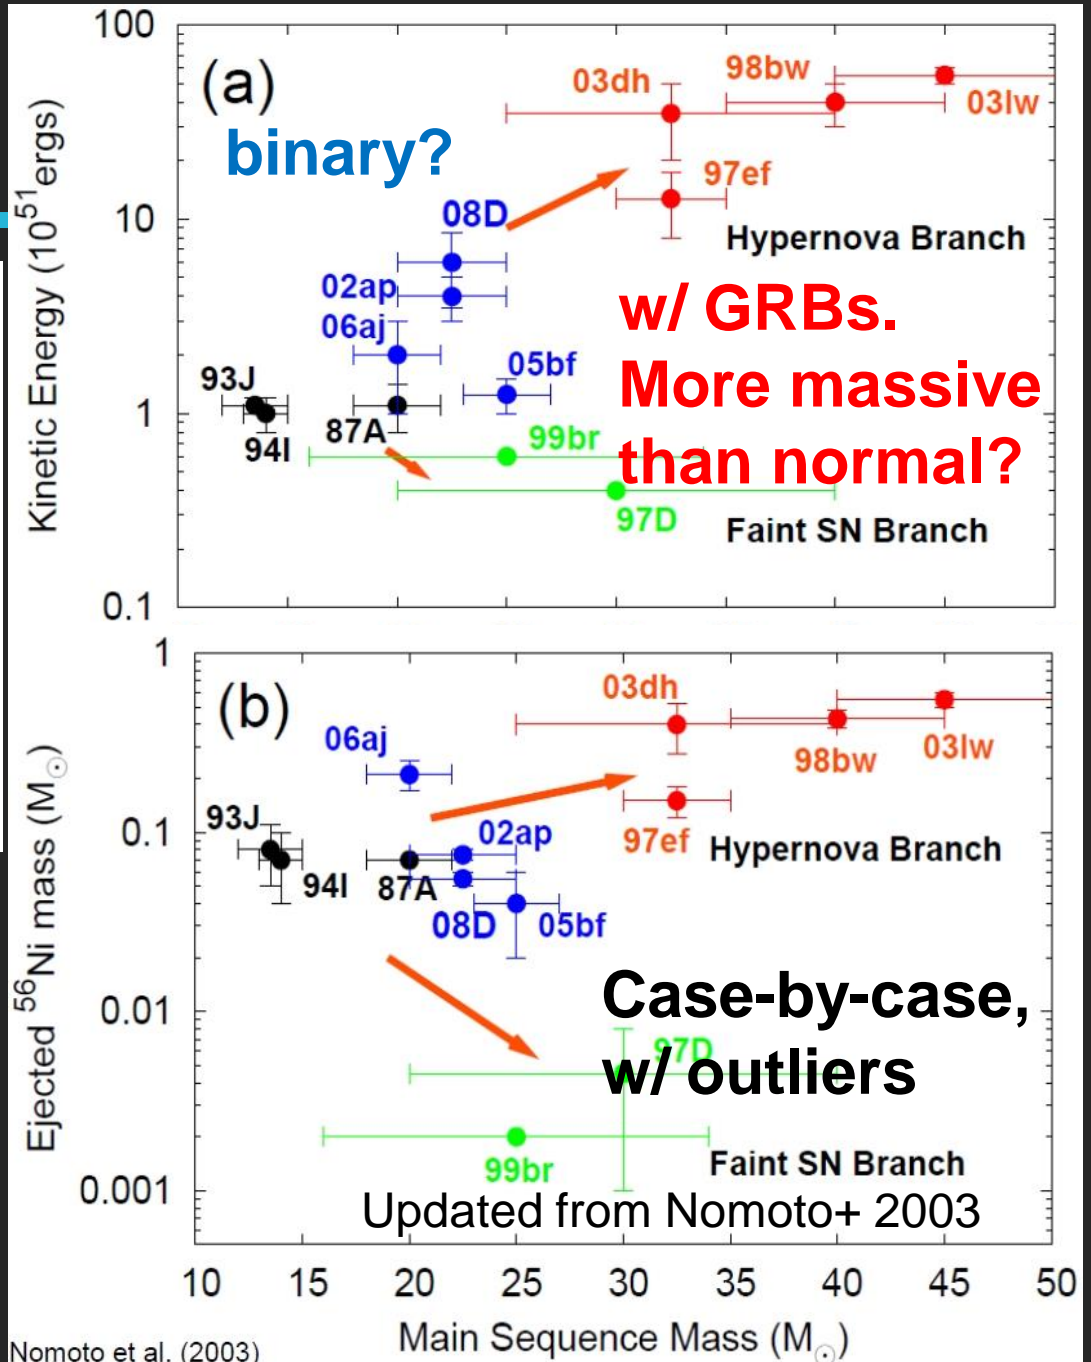 100
(a)
98bw
03dh
03lw
binary?
97ef
10
08D
Hypernova Branch
02ap
w/ GRBs.
06aj
More massive
05bf
93J
1
than normal?
94I
87A
99br
97D
Faint SN Branch
0.1
Kinetic Energy (10⁵¹ergs)
1
(b)
03dh
06aj
98bw
03lw
93J
0.1
02ap
97ef
Hypernova Branch
94I
87A
08D
05bf
Case-by-case,
0.01
97D
w/ outliers
99br
Faint SN Branch
0.001
Updated from Nomoto+ 2003
Ejected ⁵⁶Ni mass (M☉)
10 15 20 25 30 35 40 45 50
Main Sequence Mass (M☉)
Nomoto et al. (2003)